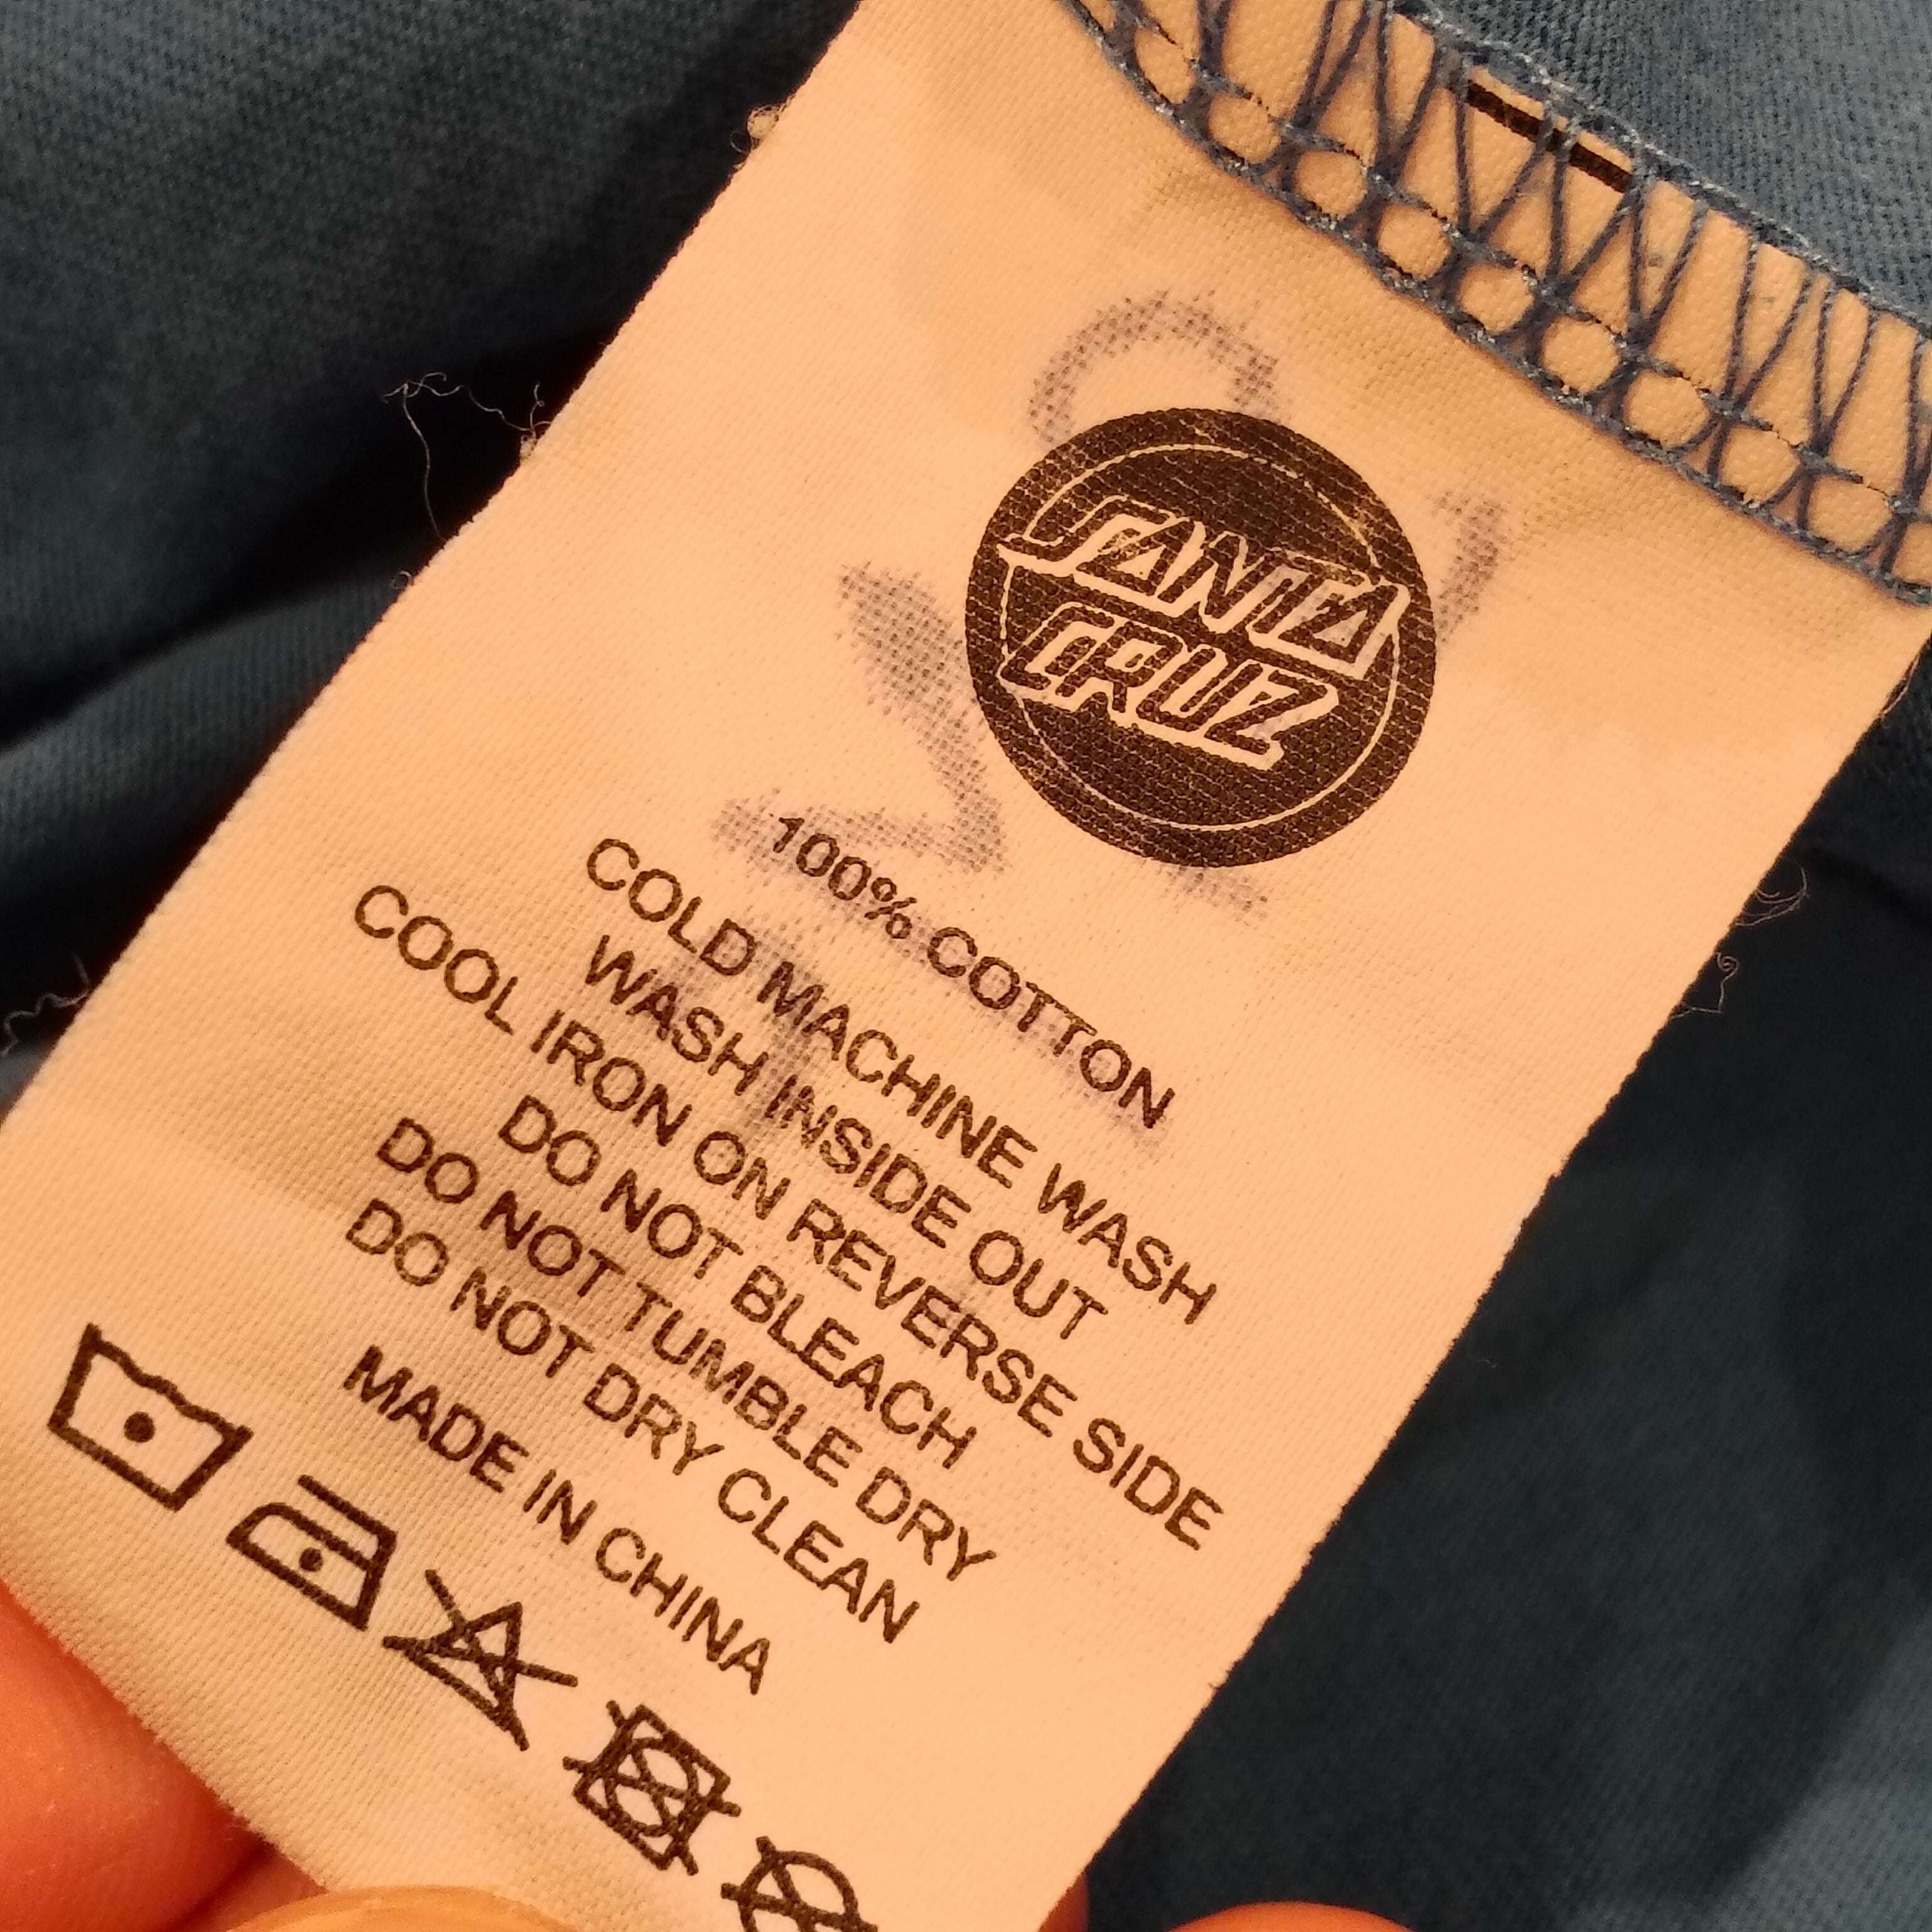 SANTA
CRUZ
100% COTTON
COLD MACHINE WASH
WASH INSIDE OUT
COOL IRON ON REVERSE SIDE
DO NOT BLEACH
DO NOT TUMBLE DRY
DO NOT DRY CLEAN
MADE IN CHINA